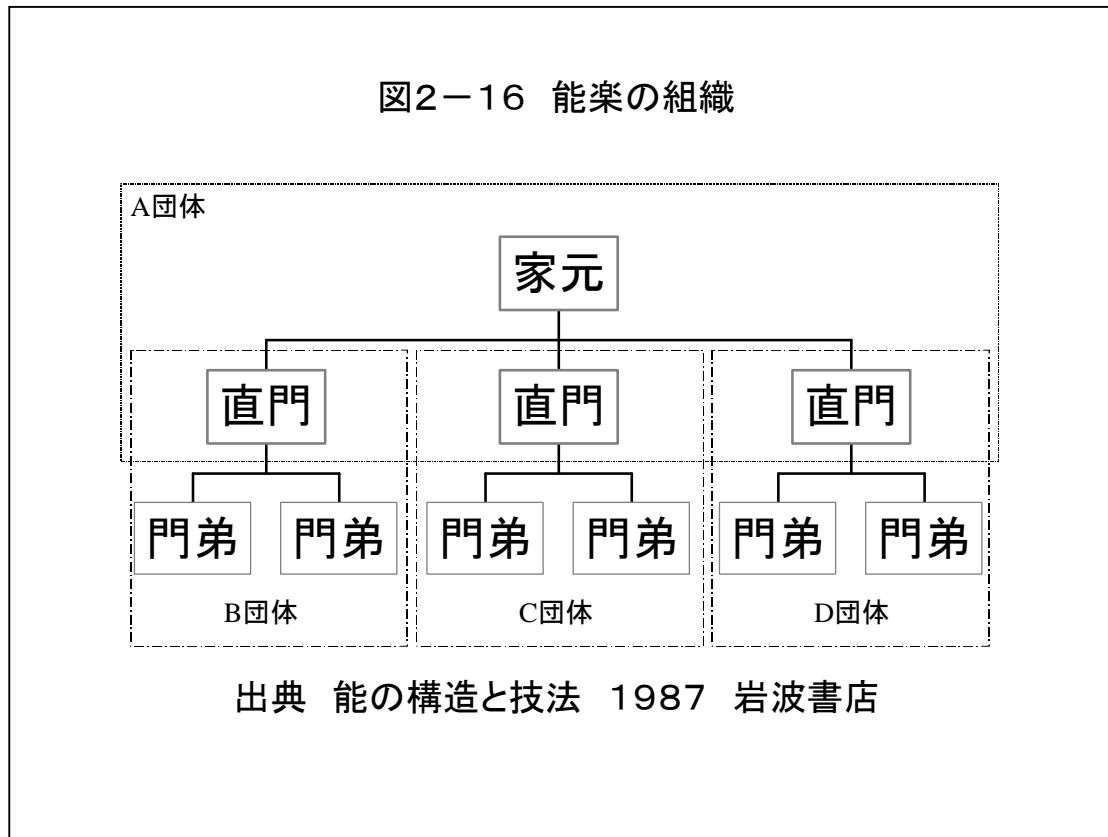 図2－16　能楽の組織
A団体
家元
直門　直門　直門
門弟　門弟　門弟　門弟　門弟　門弟
B団体　C団体　D団体
出典　能の構造と技法　1987　岩波書店